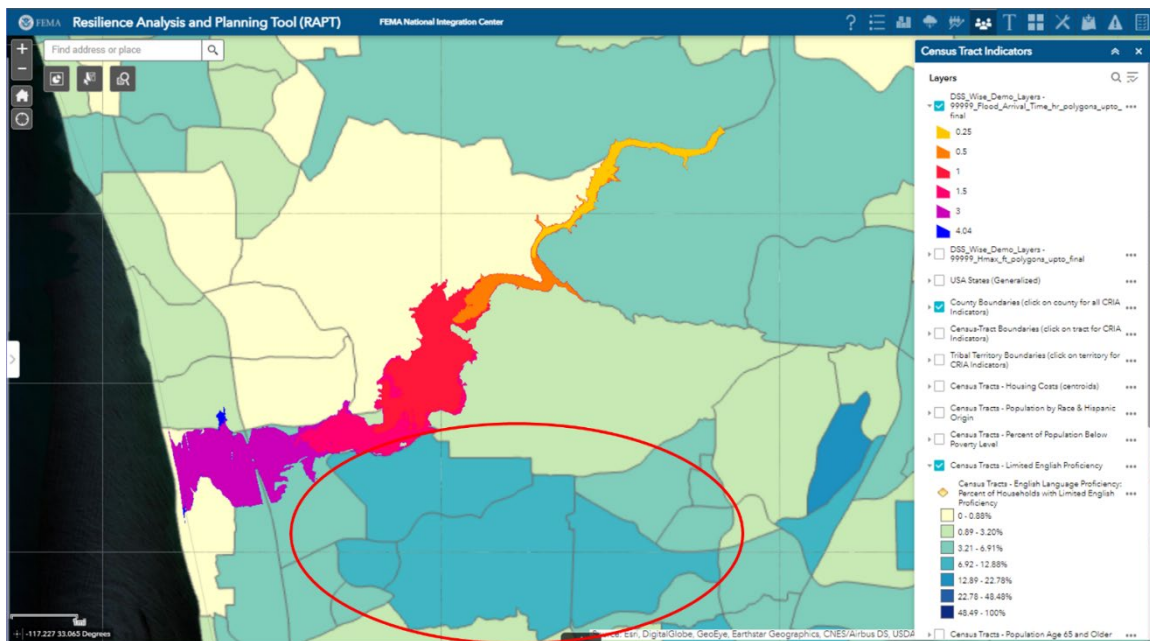 FEMA Resilience Analysis and Planning Tool (RAPT) FEMA National Integration Center
Find address or place
Census Tract Indicators
Layers
DSS_Wise_Demo_Layers -
99999_Flood_Arrival_Time_hr_polygons_upto_
final
0.25
0.5
1
1.5
3
4.04
DSS_Wise_Demo_Layers -
99999_Hmax_ft_polygons_upto_final
USA States (Generalized)
County Boundaries (click on county for all CRIA
Indicators)
Census-Tract Boundaries (click on tract for CRIA
Indicators)
Tribal Territory Boundaries (click on territory for
CRIA Indicators)
Census Tracts - Housing Costs (centroids)
Census Tracts - Population by Race & Hispanic
Origin
Census Tracts - Percent of Population Below
Poverty Level
Census Tracts - Limited English Proficiency
Census Tracts - English Language Proficiency:
Percent of Households with Limited English
Proficiency
0 - 0.88%
0.89 - 3.20%
3.21 - 6.91%
6.92 - 12.88%
12.89 - 22.78%
22.78 - 48.48%
48.49 - 100%
Census Tracts - Population Age 65 and Older
-117.227 33.065 Degrees
Source: Esri, DigitalGlobe, GeoEye, Earthstar Geographics, CNES/Airbus DS, USDA